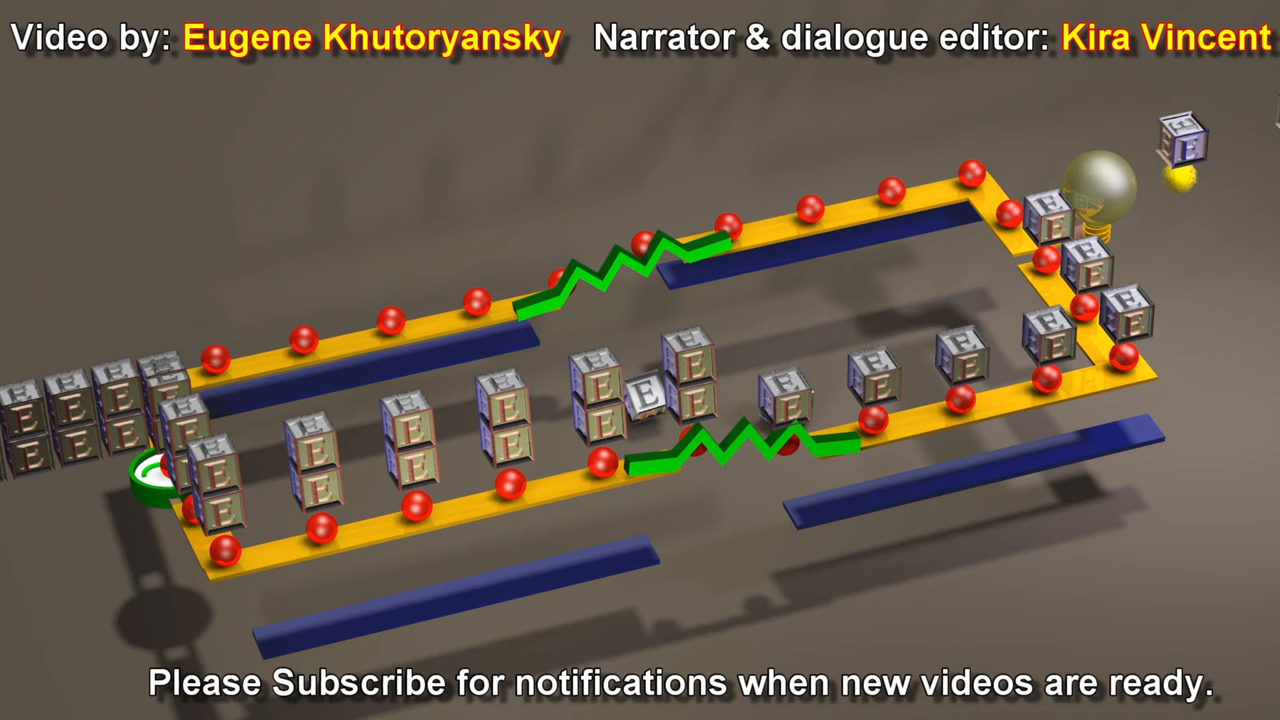 Video by: Eugene Khutoryansky Narrator & dialogue editor: Kira Vincent
E E E E E E E E E E E E E E E E E E E E
Please Subscribe for notifications when new videos are ready.